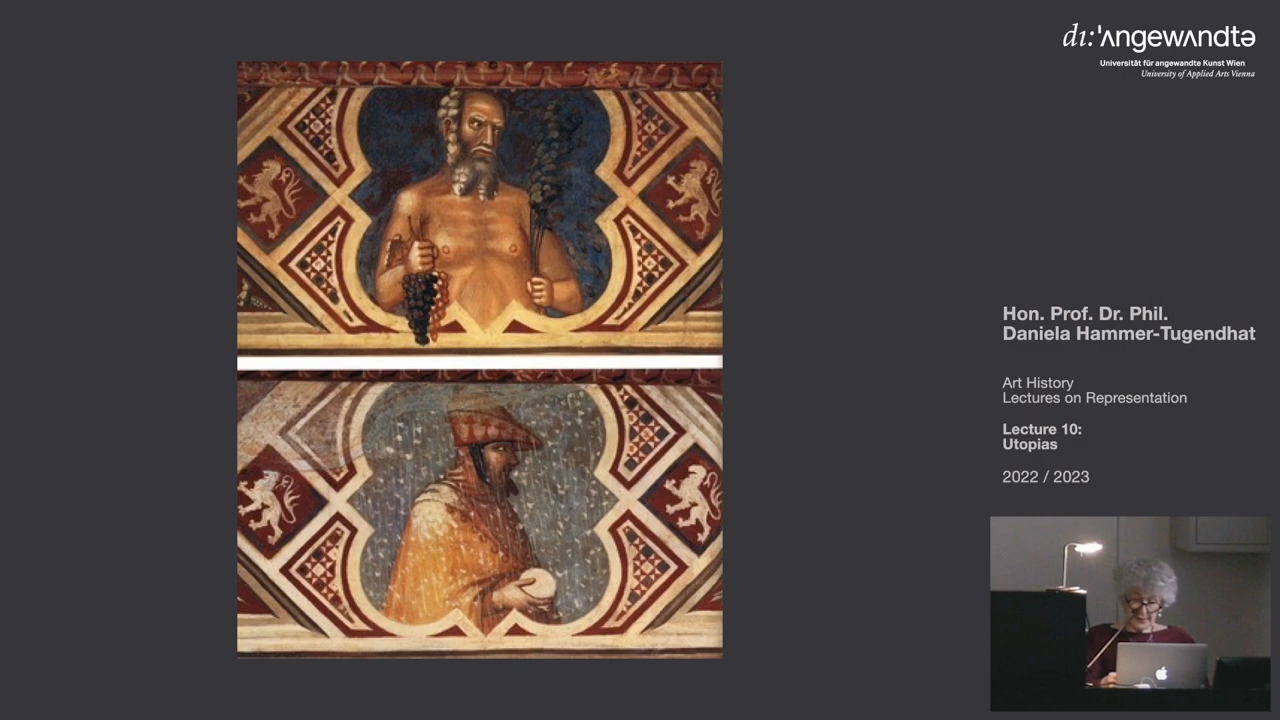 dı:'ʌngewʌndtə
Universität für angewandte Kunst Wien
University of Applied Arts Vienna
Hon. Prof. Dr. Phil.
Daniela Hammer-Tugendhat
Art History
Lectures on Representation
Lecture 10:
Utopias
2022 / 2023